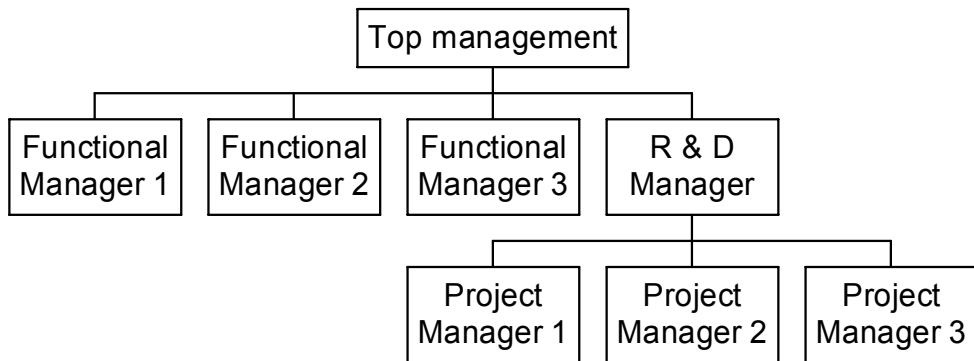 Top management
Functional
Manager 1
Functional
Manager 2
Functional
Manager 3
R & D
Manager
Project
Manager 1
Project
Manager 2
Project
Manager 3